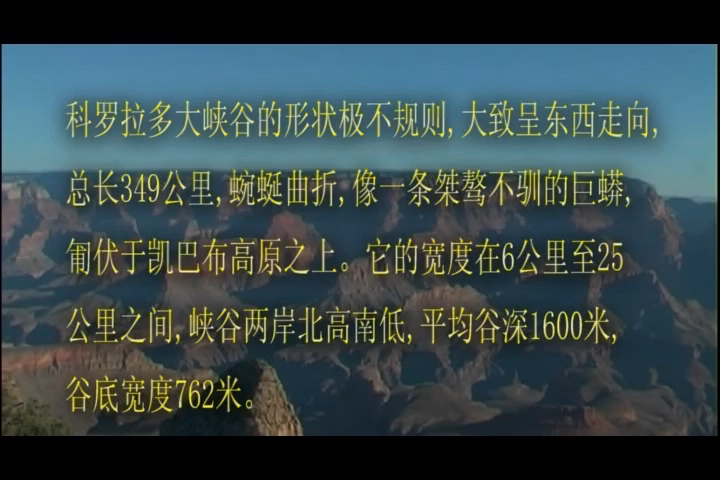 科罗拉多大峡谷的形状极不规则,大致呈东西走向,
总长349公里,蜿蜒曲折,像一条桀骜不驯的巨蟒,
匍伏于凯巴布高原之上。它的宽度在6公里至25
公里之间,峡谷两岸北高南低,平均谷深1600米,
谷底宽度762米。